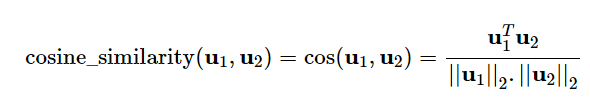 cosine_similarity(u₁, u₂) = cos(u₁, u₂) = u₁ᵀu₂ / ||u₁||₂.||u₂||₂